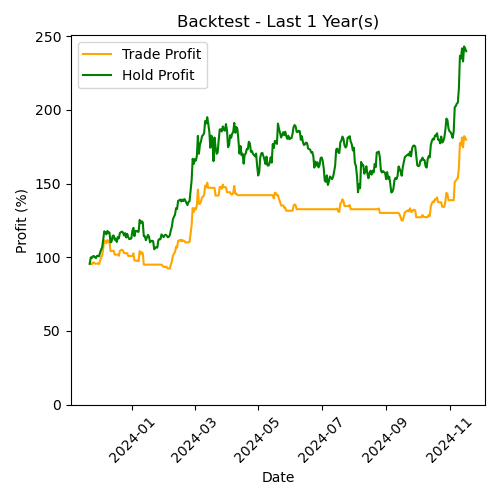 Backtest - Last 1 Year(s)
Trade Profit
Hold Profit
Profit (%)
250
200
150
100
50
0
2024-01
2024-03
2024-05
2024-07
2024-09
2024-11
Date